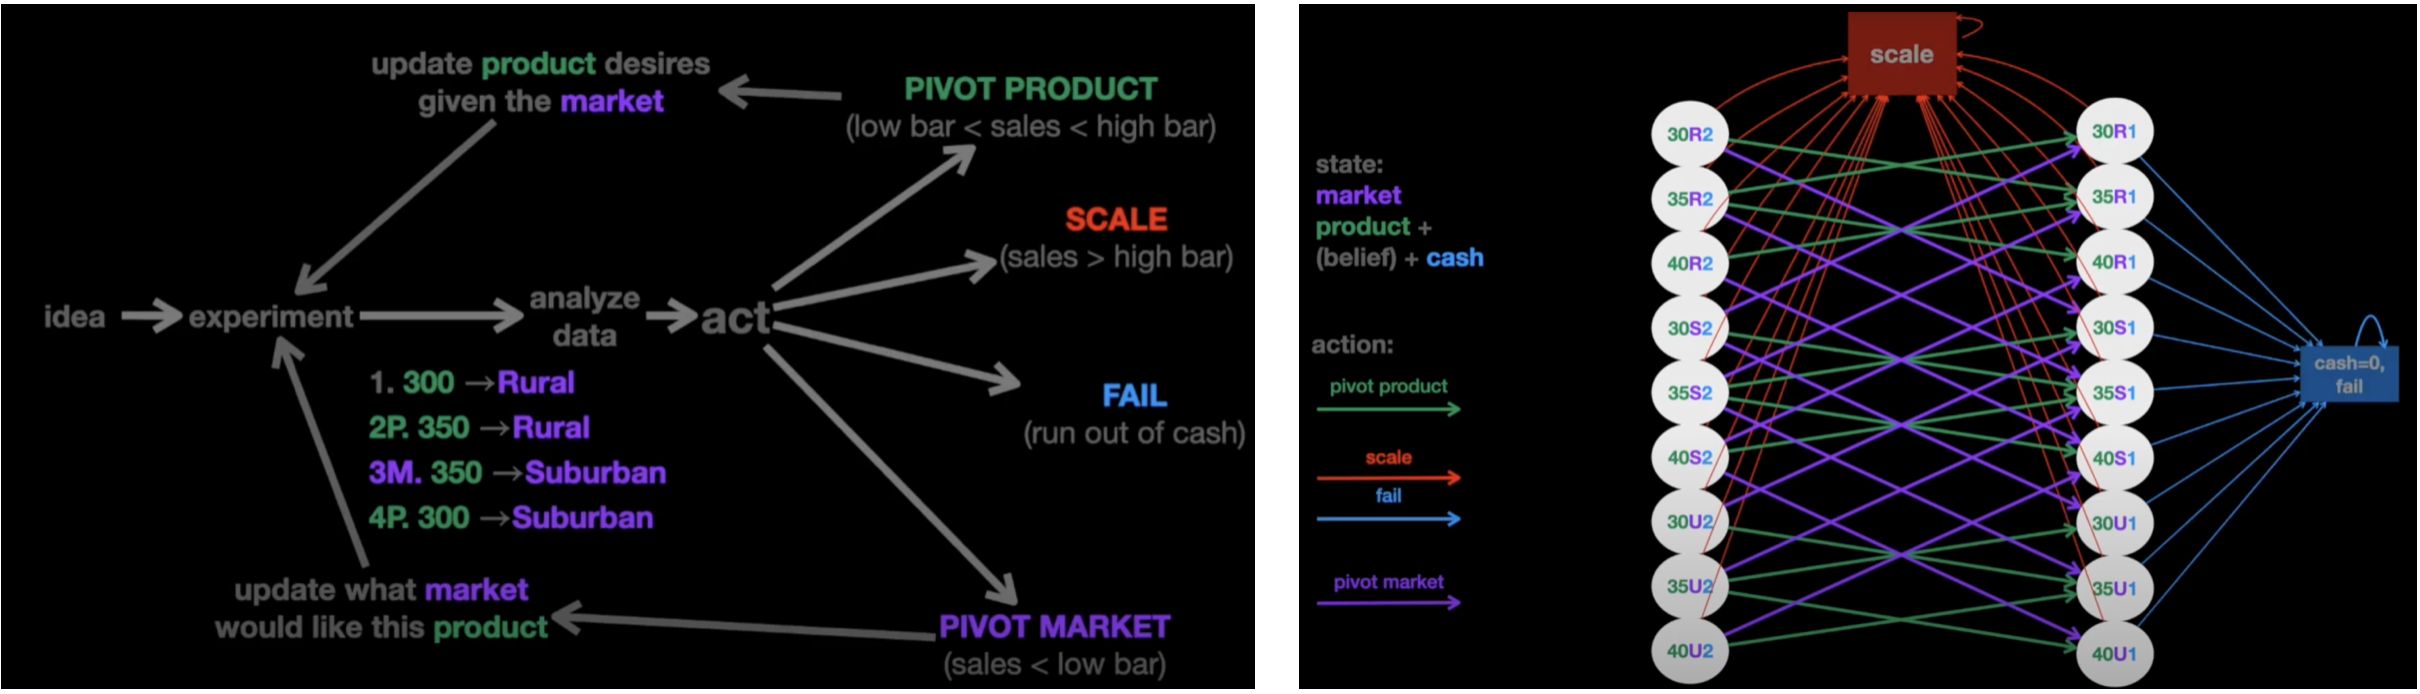 update product desires
given the market
PIVOT PRODUCT
(low bar < sales < high bar)
SCALE
(sales > high bar)
idea
experiment
analyze
data
act
1. 300 →Rural
2P. 350 →Rural
3M. 350 →Suburban
4P. 300 →Suburban
FAIL
(run out of cash)
update what market
would like this product
PIVOT MARKET
(sales < low bar)
scale
state:
market
product +
(belief) + cash
action:
pivot product
scale
fail
pivot market
30R2
35R2
40R2
30S2
35S2
40S2
30U2
35U2
40U2
30R1
35R1
40R1
30S1
35S1
40S1
30U1
35U1
40U1
cash=0,
fail